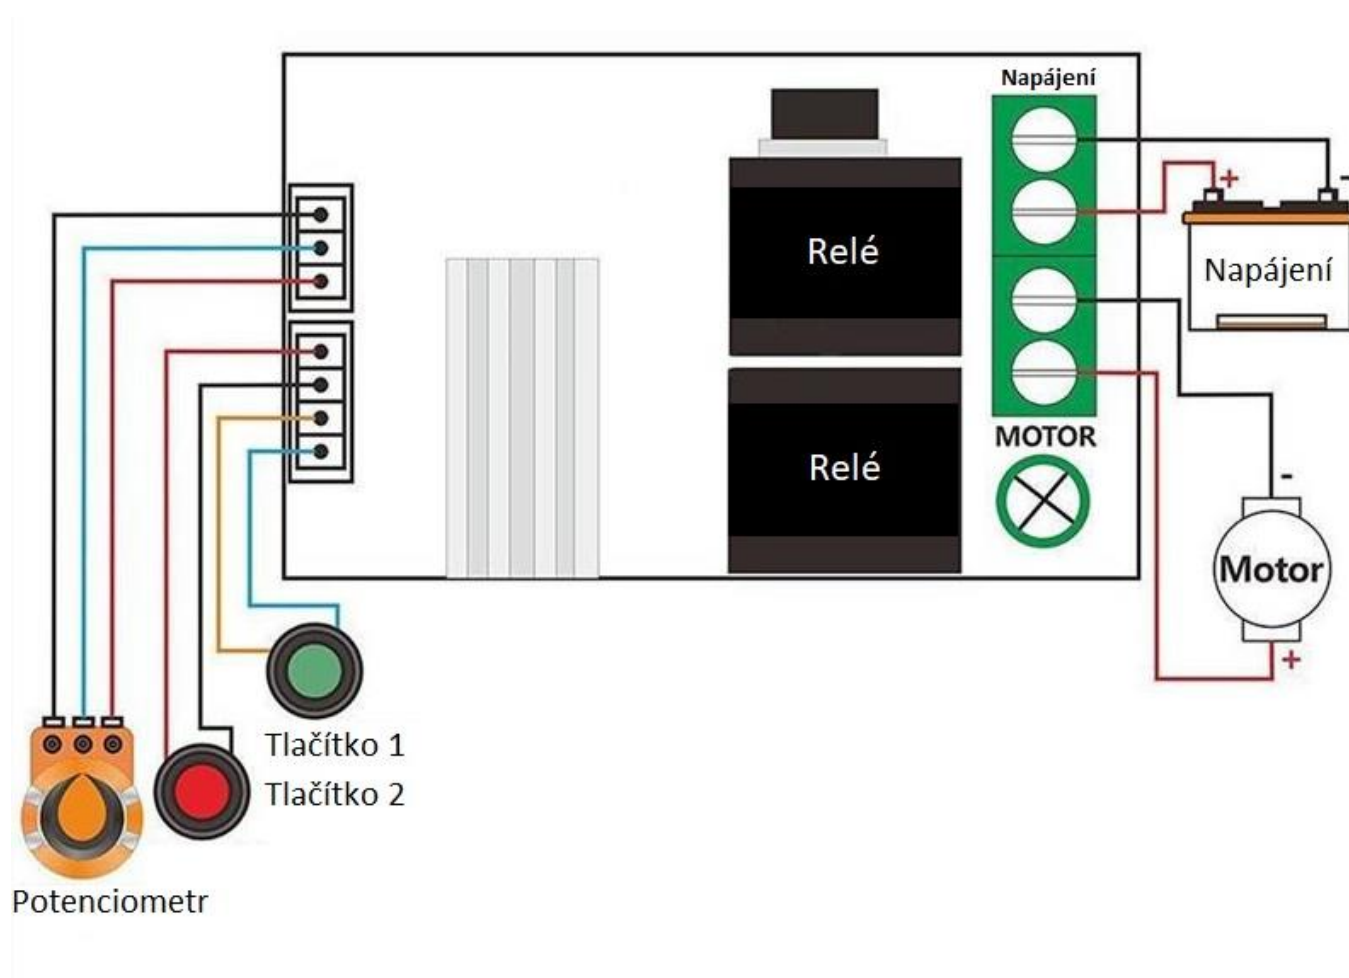 Napájení
+
-
Relé
Napájení
Relé
MOTOR
-
Motor
+
Tlačítko 1
Tlačítko 2
Potenciometr